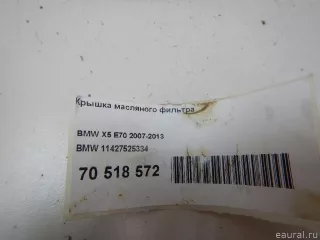 Крышка масляного фильтра
BMW X5 E70 2007-2013
BMW 11427525334
70 518 572
© eaural.ru